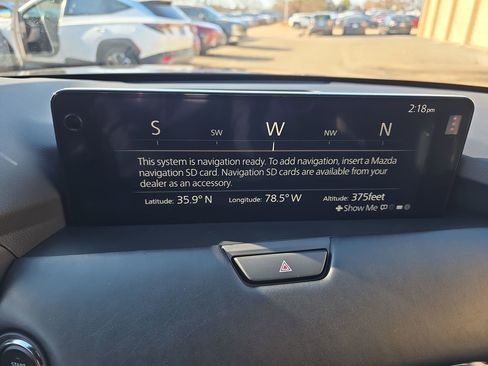 2:18pm
S SW W NW N
This system is navigation ready. To add navigation, insert a Mazda
navigation SD card. Navigation SD cards are available from your
dealer as an accessory.
Latitude: 35.9° N Longitude: 78.5° W Altitude: 375feet
Show Me
START